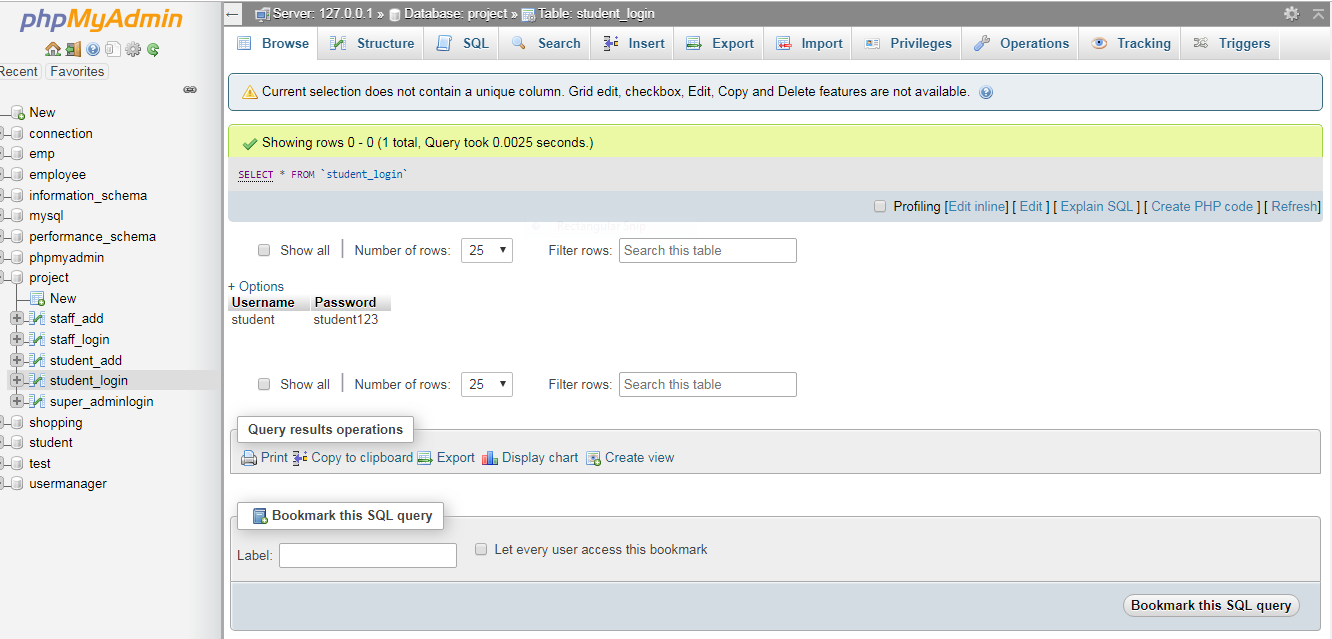 phpMyAdmin
Recent Favorites
New
connection
emp
employee
information_schema
mysql
performance_schema
phpmyadmin
project
New
staff_add
staff_login
student_add
student_login
super_adminlogin
shopping
student
test
usermanager
Server: 127.0.0.1 » Database: project » Table: student_login
Browse Structure SQL Search Insert Export Import Privileges Operations Tracking Triggers
Current selection does not contain a unique column. Grid edit, checkbox, Edit, Copy and Delete features are not available.
Showing rows 0 - 0 (1 total, Query took 0.0025 seconds.)
SELECT * FROM `student_login`
Profiling [Edit inline] [ Edit ] [ Explain SQL ] [ Create PHP code ] [ Refresh]
Rectangular Snip
Show all Number of rows: 25 Filter rows: Search this table
+ Options
Username Password
student student123
Show all Number of rows: 25 Filter rows: Search this table
Query results operations
Print Copy to clipboard Export Display chart Create view
Bookmark this SQL query
Label: Let every user access this bookmark
Bookmark this SQL query